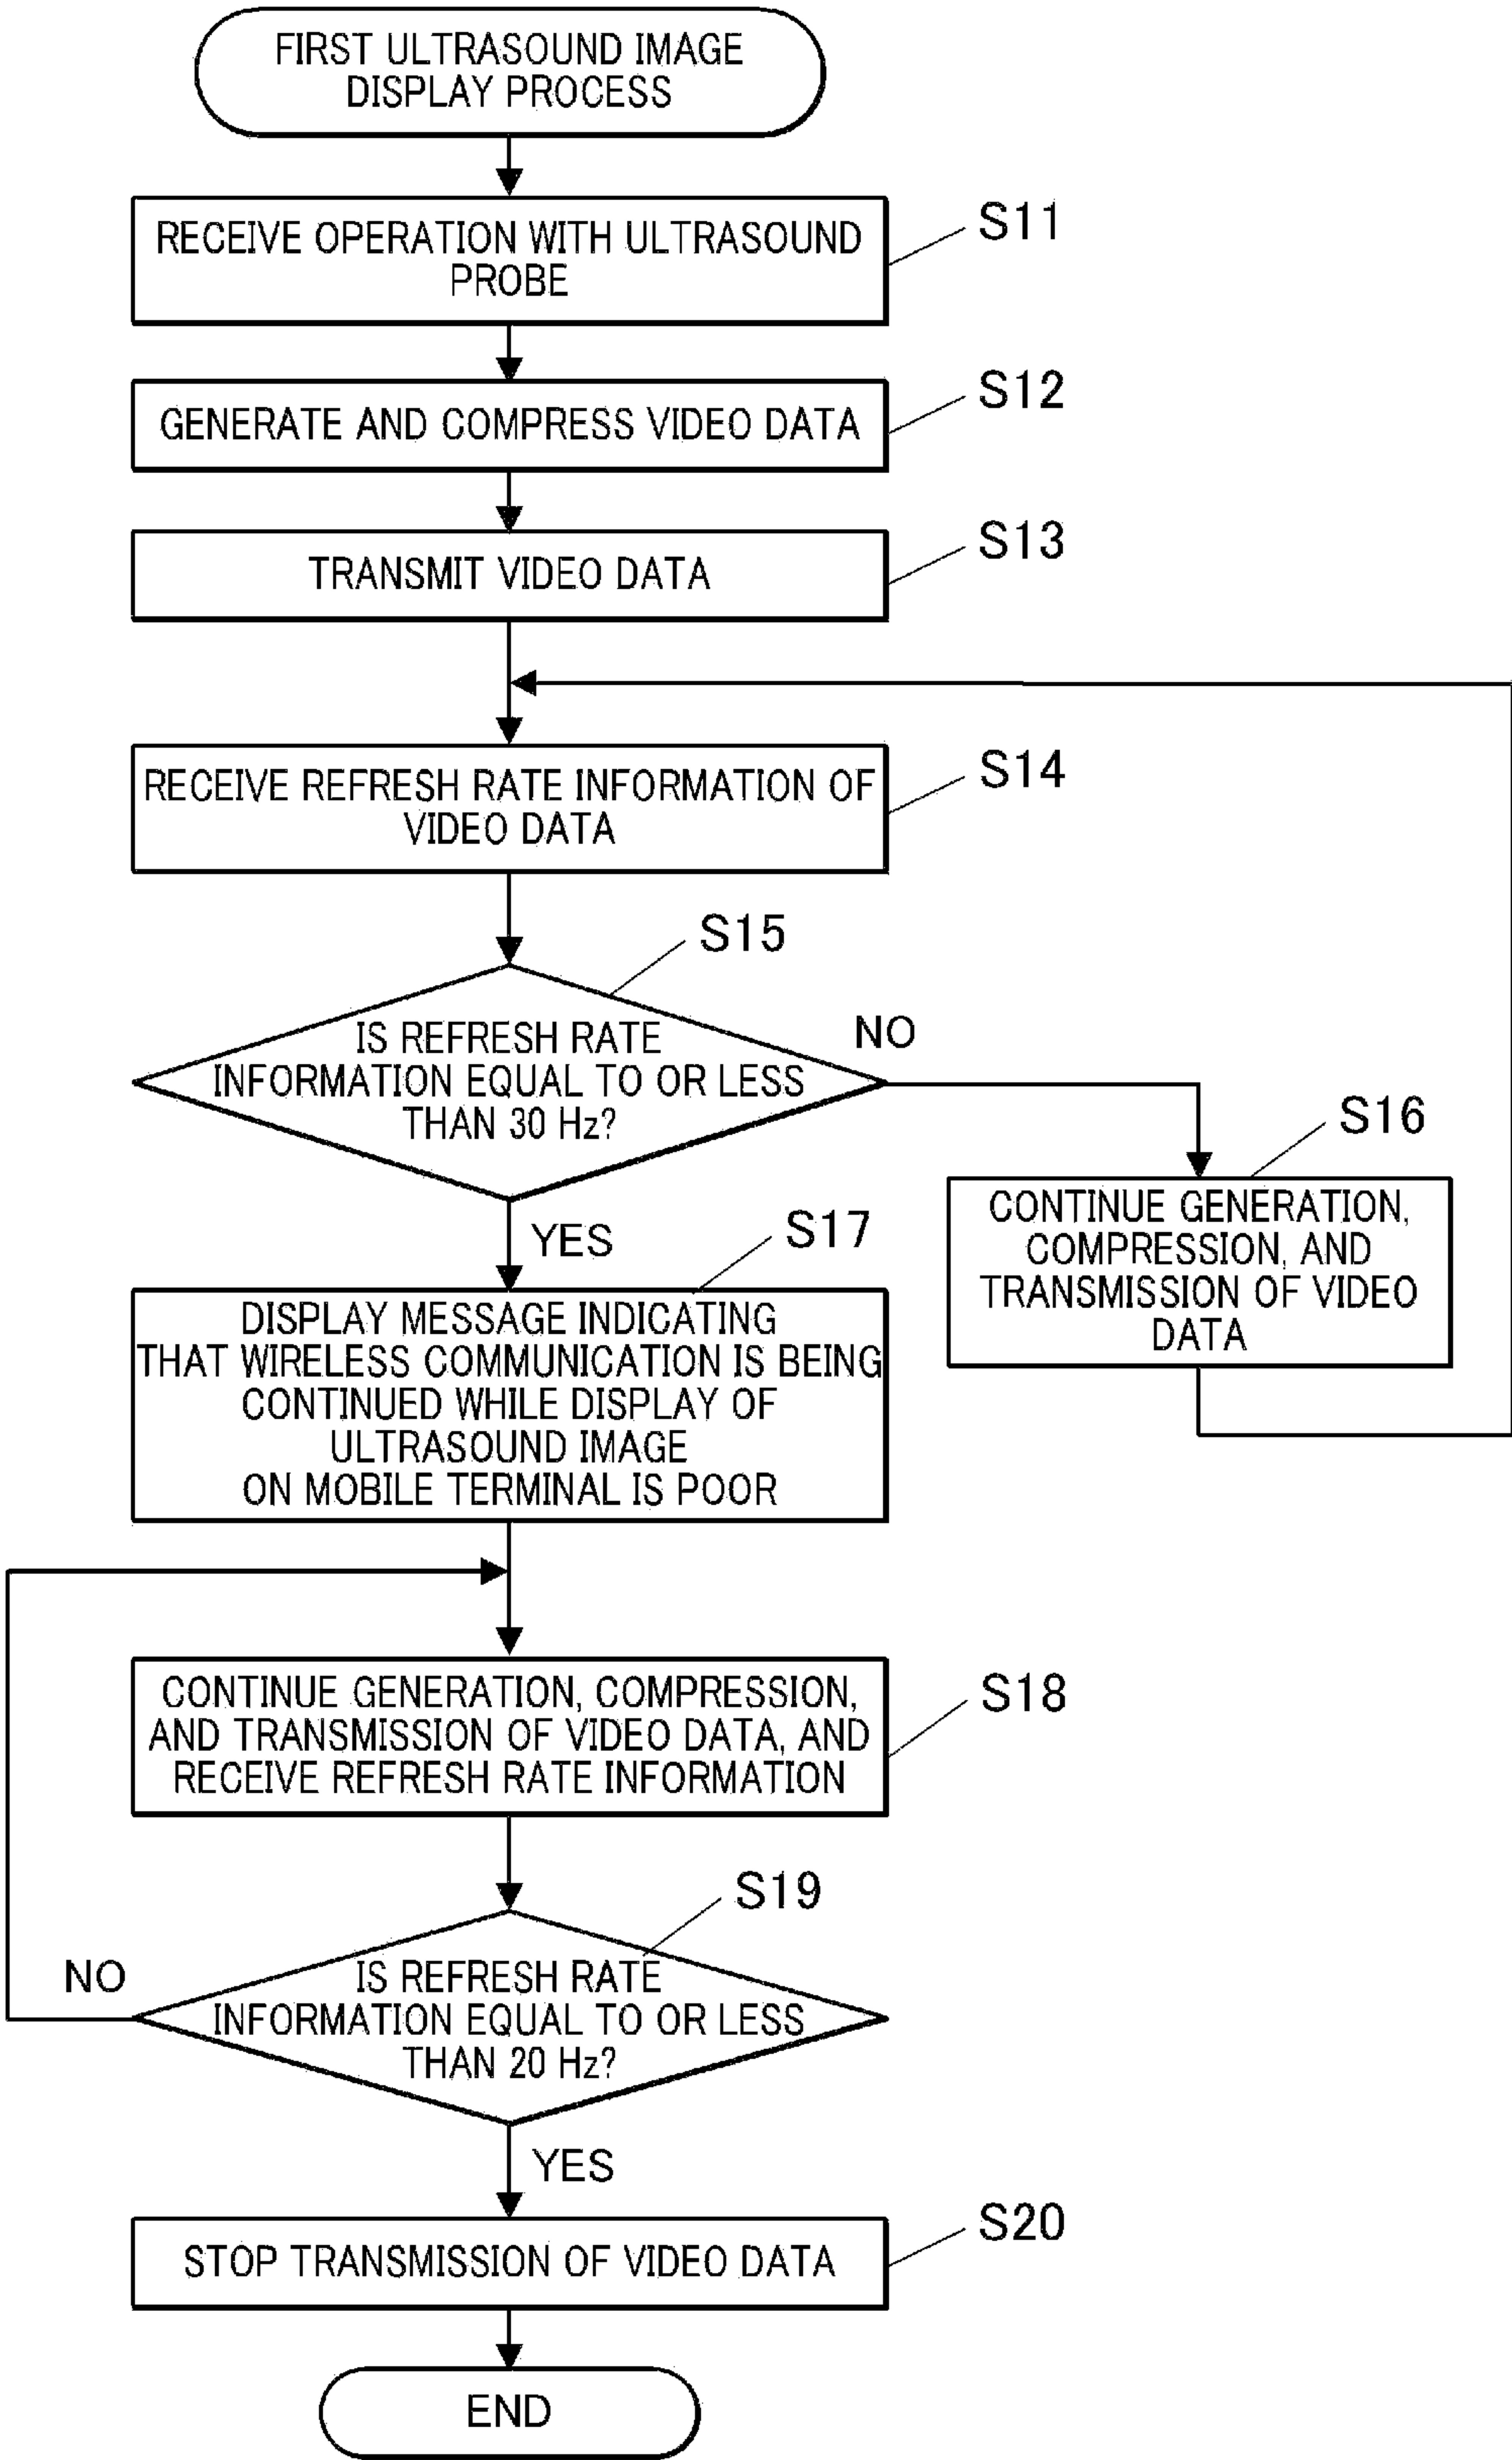 FIRST ULTRASOUND IMAGE
DISPLAY PROCESS
RECEIVE OPERATION WITH ULTRASOUND
PROBE
S11
GENERATE AND COMPRESS VIDEO DATA
S12
TRANSMIT VIDEO DATA
S13
RECEIVE REFRESH RATE INFORMATION OF
VIDEO DATA
S14
S15
IS REFRESH RATE
INFORMATION EQUAL TO OR LESS
THAN 30 Hz?
NO
S16
CONTINUE GENERATION,
COMPRESSION, AND
TRANSMISSION OF VIDEO
DATA
YES
S17
DISPLAY MESSAGE INDICATING
THAT WIRELESS COMMUNICATION IS BEING
CONTINUED WHILE DISPLAY OF
ULTRASOUND IMAGE
ON MOBILE TERMINAL IS POOR
CONTINUE GENERATION, COMPRESSION,
AND TRANSMISSION OF VIDEO DATA, AND
RECEIVE REFRESH RATE INFORMATION
S18
S19
NO
IS REFRESH RATE
INFORMATION EQUAL TO OR LESS
THAN 20 Hz?
YES
STOP TRANSMISSION OF VIDEO DATA
S20
END